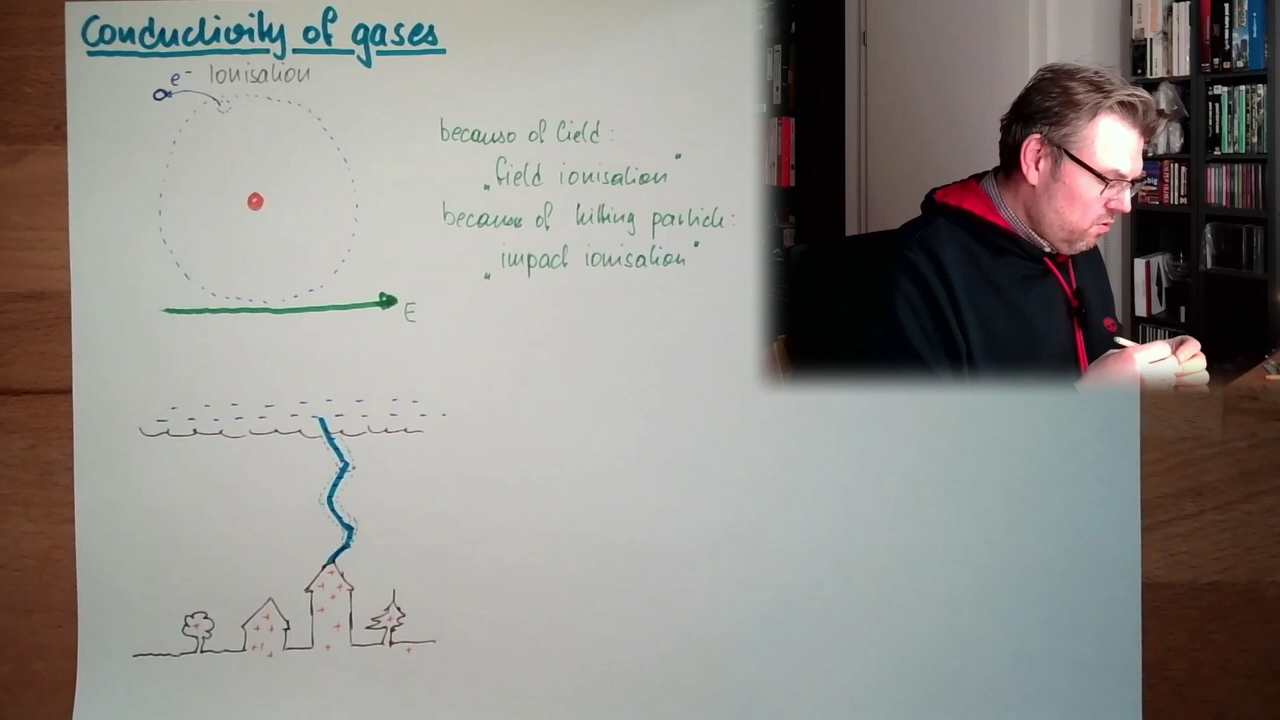 Conductivity of gases
e⁻ Ionisation
because of field:
„field ionisation"
because of hitting particle:
„impact ionisation"
E